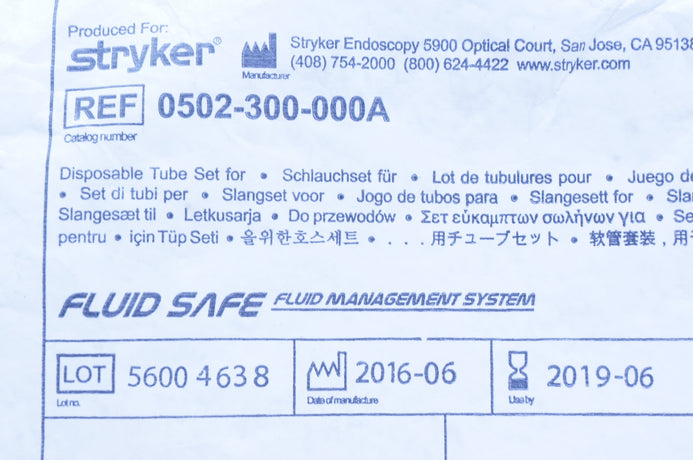 Produced For:
stryker®
Manufacturer
Stryker Endoscopy 5900 Optical Court, San Jose, CA 95138
(408) 754-2000 (800) 624-4422 www.stryker.com
REF 0502-300-000A
Catalog number
Disposable Tube Set for • Schlauchset für • Lot de tubulures pour • Juego de
• Set di tubi per • Slangset voor • Jogo de tubos para • Slangesett for •
Slangesæt til • Letkusarja • Do przewodów • Σετ εύκαμπτων σωλήνων για •
pentru • için Tüp Seti • 을위한호스세트 • . . . 用チューブセット • 软管套装 , 用于
FLUID SAFE FLUID MANAGEMENT SYSTEM
LOT 5600 4638
Lot no.
2016-06
Date of manufacture
2019-06
Use by